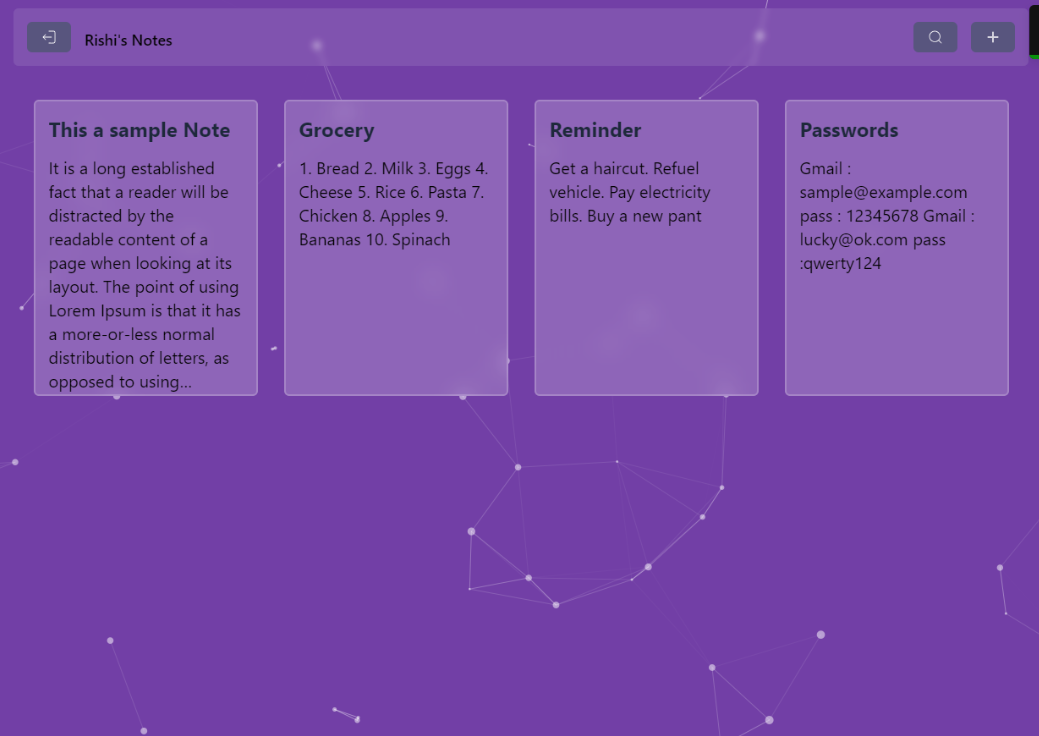 Rishi's Notes
This a sample Note
It is a long established
fact that a reader will be
distracted by the
readable content of a
page when looking at its
layout. The point of using
Lorem Ipsum is that it has
a more-or-less normal
distribution of letters, as
opposed to using...
Grocery
1. Bread 2. Milk 3. Eggs 4.
Cheese 5. Rice 6. Pasta 7.
Chicken 8. Apples 9.
Bananas 10. Spinach
Reminder
Get a haircut. Refuel
vehicle. Pay electricity
bills. Buy a new pant
Passwords
Gmail :
sample@example.com
pass : 12345678 Gmail :
lucky@ok.com pass
:qwerty124